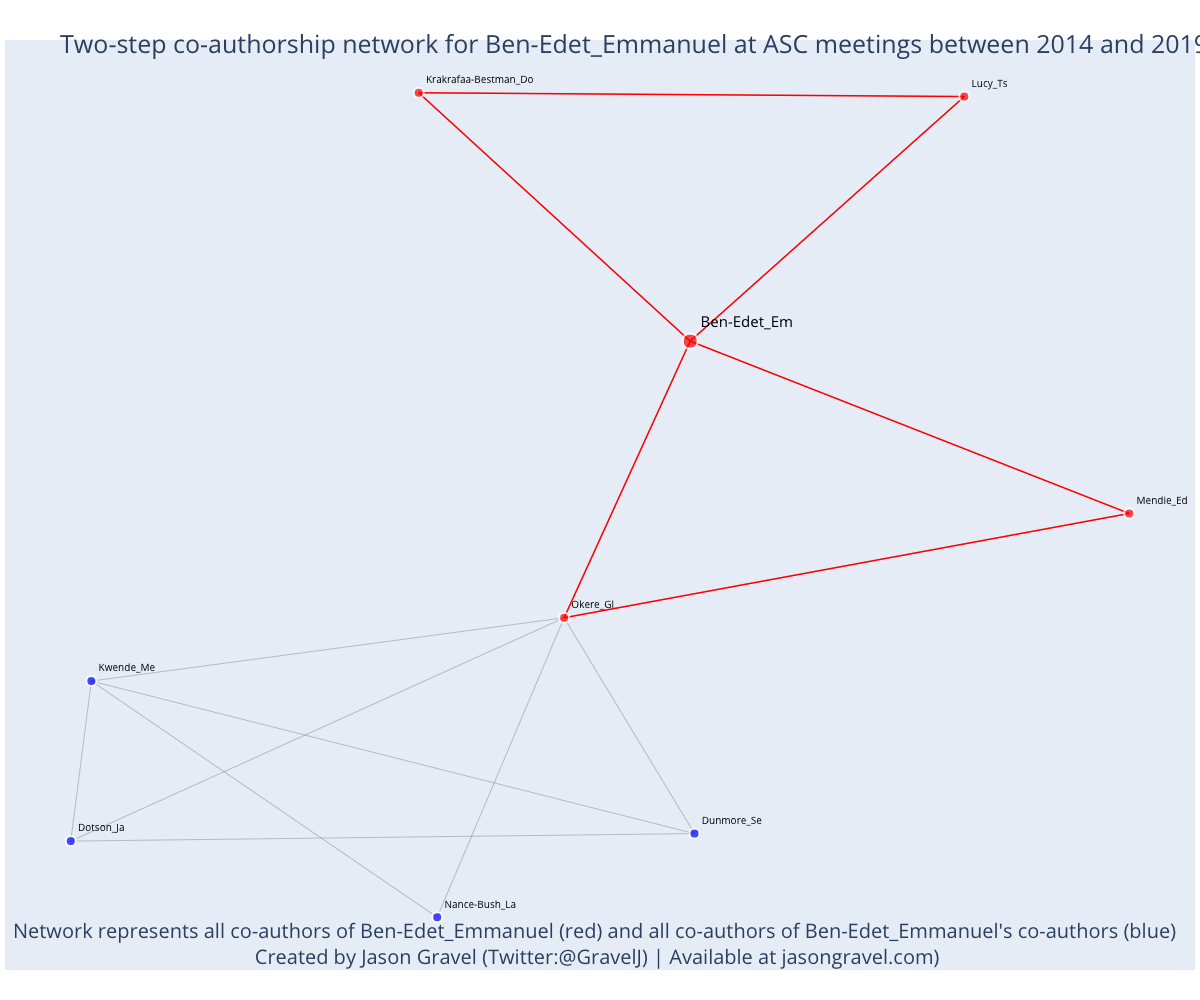 Two-step co-authorship network for Ben-Edet_Emmanuel at ASC meetings between 2014 and 2019
Krakrafaa-Bestman_Do
Lucy_Ts
Ben-Edet_Em
Mendie_Ed
Okere_Gl
Kwende_Me
Dunmore_Se
Dotson_Ja
Nance-Bush_La
Network represents all co-authors of Ben-Edet_Emmanuel (red) and all co-authors of Ben-Edet_Emmanuel's co-authors (blue)
Created by Jason Gravel (Twitter:@GravelJ) | Available at jasongravel.com)